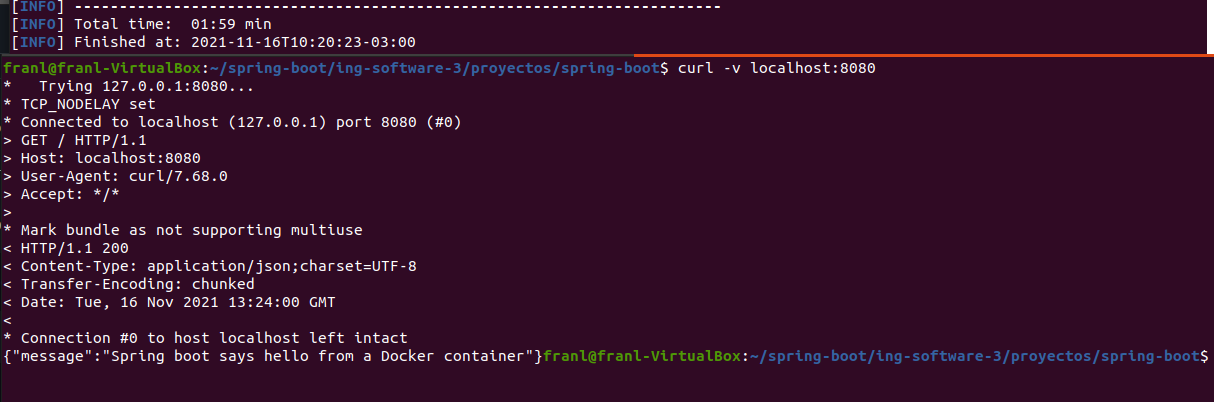 [INFO] ------------------------------------------------------------------------
[INFO] Total time:  01:59 min
[INFO] Finished at: 2021-11-16T10:20:23-03:00
franl@franl-VirtualBox:~/spring-boot/ing-software-3/proyectos/spring-boot$ curl -v localhost:8080
*   Trying 127.0.0.1:8080...
* TCP_NODELAY set
* Connected to localhost (127.0.0.1) port 8080 (#0)
> GET / HTTP/1.1
> Host: localhost:8080
> User-Agent: curl/7.68.0
> Accept: */*
>
* Mark bundle as not supporting multiuse
< HTTP/1.1 200
< Content-Type: application/json;charset=UTF-8
< Transfer-Encoding: chunked
< Date: Tue, 16 Nov 2021 13:24:00 GMT
<
* Connection #0 to host localhost left intact
{"message":"Spring boot says hello from a Docker container"}franl@franl-VirtualBox:~/spring-boot/ing-software-3/proyectos/spring-boot$